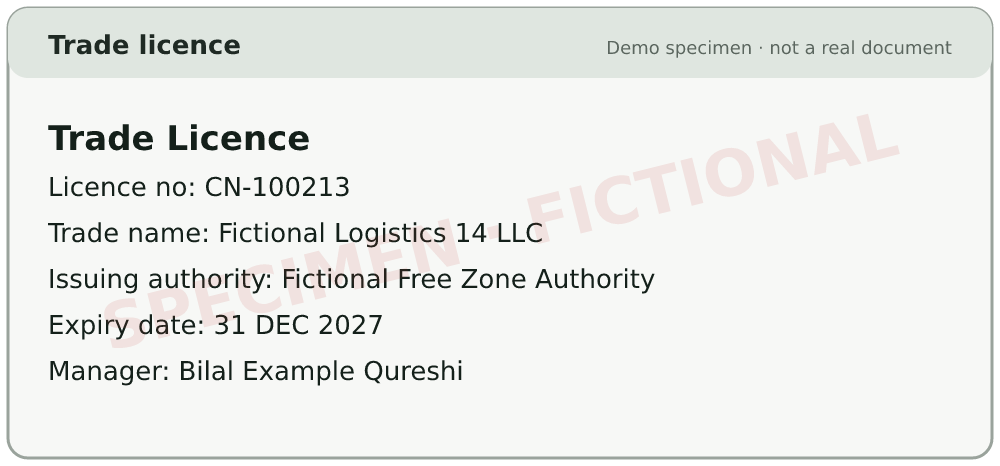 Trade licence
Demo specimen · not a real document
Trade Licence
Licence no: CN-100213
Trade name: Fictional Logistics 14 LLC
Issuing authority: Fictional Free Zone Authority
Expiry date: 31 DEC 2027
Manager: Bilal Example Qureshi
SPECIMEN - FICTIONAL